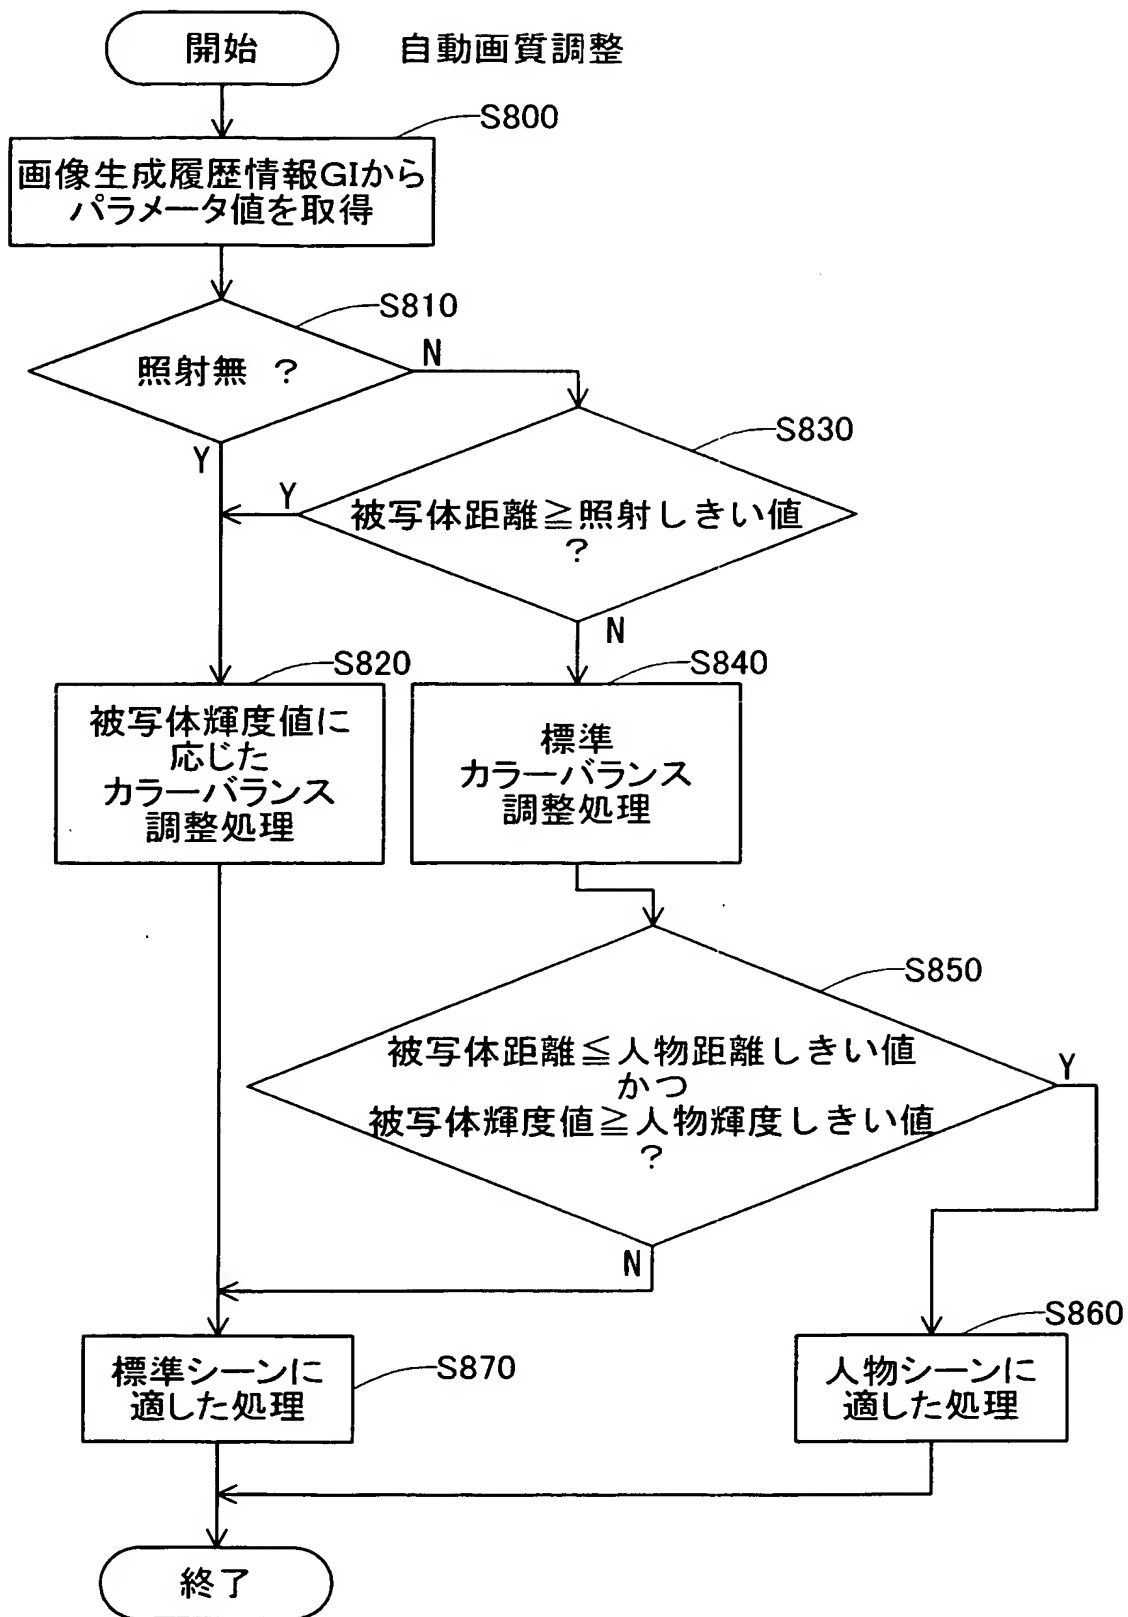 開始
自動画質調整
S800
画像生成履歴情報GIから
パラメータ値を取得
S810
照射無 ?
N
Y
S830
被写体距離≧照射しきい値
?
Y
N
S820
被写体輝度値に
応じた
カラーバランス
調整処理
S840
標準
カラーバランス
調整処理
S850
被写体距離≦人物距離しきい値
かつ
被写体輝度値≧人物輝度しきい値
?
Y
N
S860
人物シーンに
適した処理
S870
標準シーンに
適した処理
終了